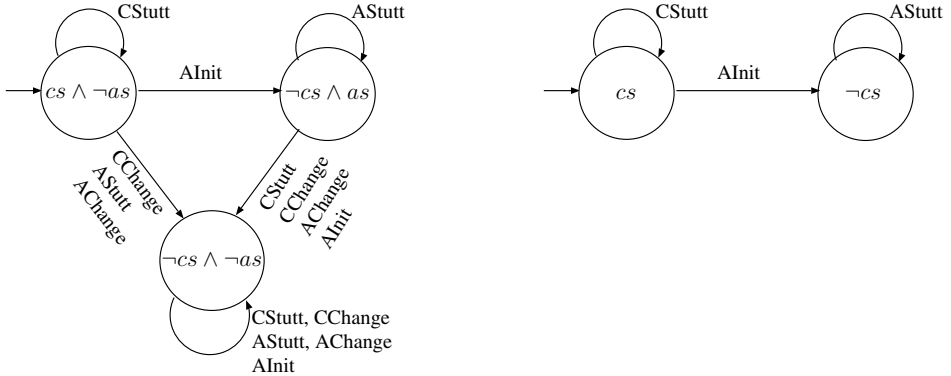 CStutt
AStutt
CStutt
AStutt
AInit
AInit
cs ∧ ¬as
¬cs ∧ as
cs
¬cs
CChange
AStutt
AChange
CStutt
CChange
AChange
AInit
¬cs ∧ ¬as
CStutt, CChange
AStutt, AChange
AInit